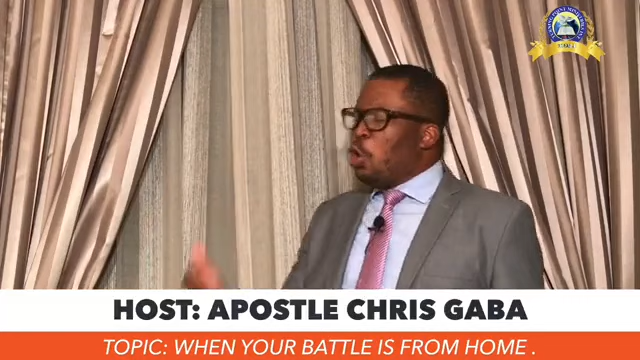 HOST: APOSTLE CHRIS GABA
TOPIC: WHEN YOUR BATTLE IS FROM HOME .